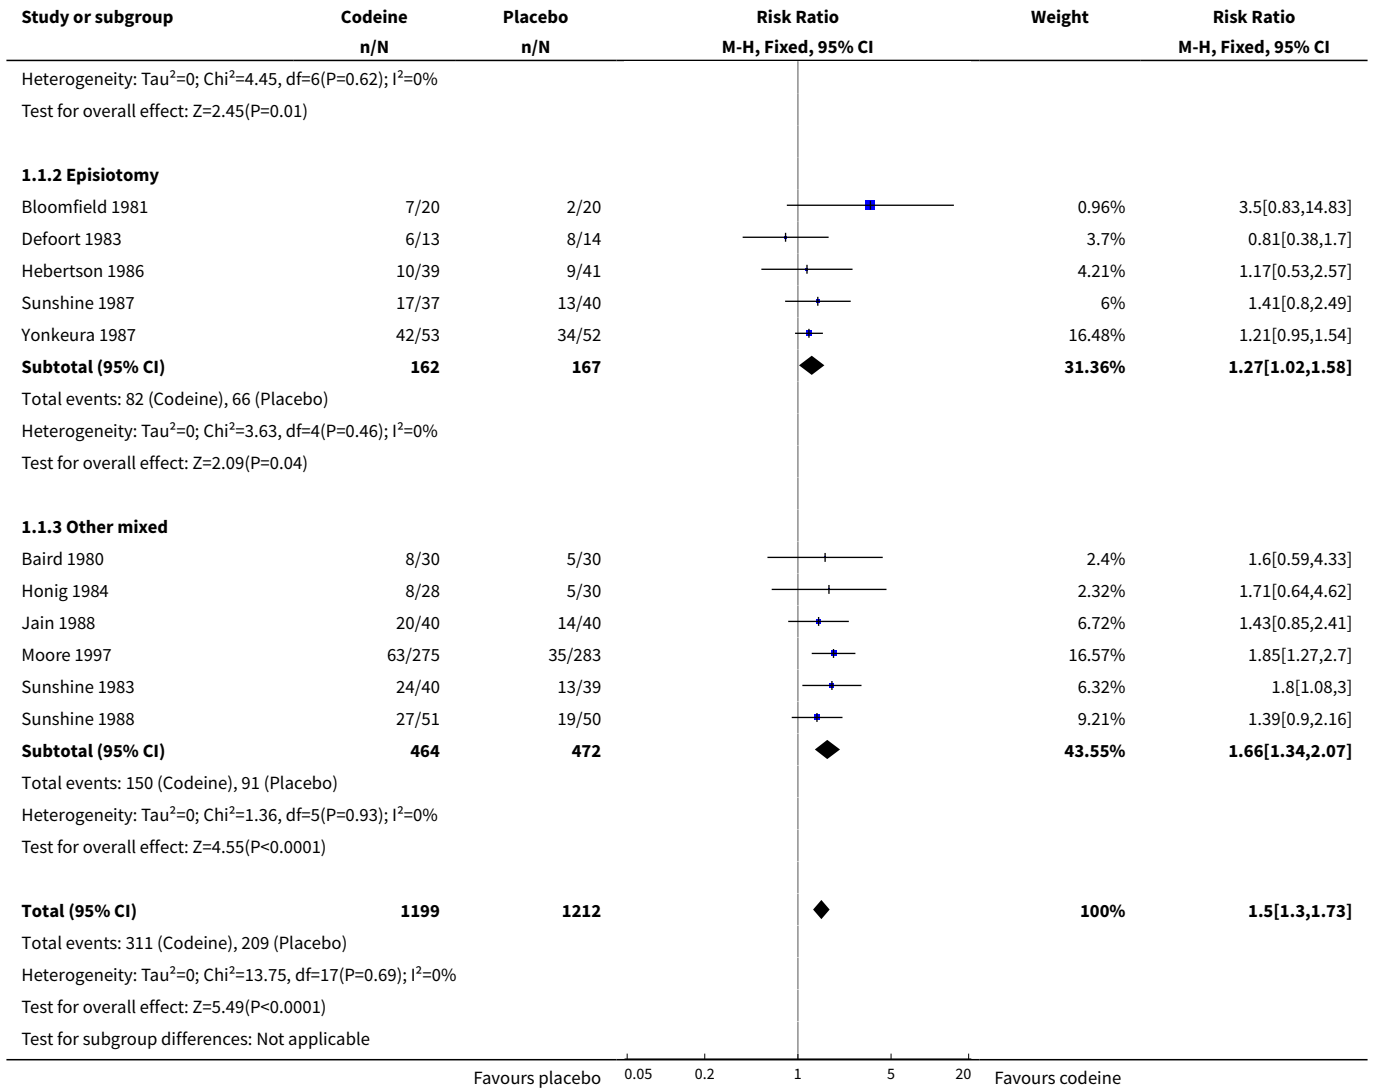 Study or subgroup Codeine Placebo Risk Ratio Weight Risk Ratio
n/N n/N M-H, Fixed, 95% CI M-H, Fixed, 95% CI
Heterogeneity: Tau²=0; Chi²=4.45, df=6(P=0.62); I²=0%
Test for overall effect: Z=2.45(P=0.01)
1.1.2 Episiotomy
Bloomfield 1981 7/20 2/20 0.96% 3.5[0.83,14.83]
Defoort 1983 6/13 8/14 3.7% 0.81[0.38,1.7]
Hebertson 1986 10/39 9/41 4.21% 1.17[0.53,2.57]
Sunshine 1987 17/37 13/40 6% 1.41[0.8,2.49]
Yonkeura 1987 42/53 34/52 16.48% 1.21[0.95,1.54]
Subtotal (95% CI) 162 167 31.36% 1.27[1.02,1.58]
Total events: 82 (Codeine), 66 (Placebo)
Heterogeneity: Tau²=0; Chi²=3.63, df=4(P=0.46); I²=0%
Test for overall effect: Z=2.09(P=0.04)
1.1.3 Other mixed
Baird 1980 8/30 5/30 2.4% 1.6[0.59,4.33]
Honig 1984 8/28 5/30 2.32% 1.71[0.64,4.62]
Jain 1988 20/40 14/40 6.72% 1.43[0.85,2.41]
Moore 1997 63/275 35/283 16.57% 1.85[1.27,2.7]
Sunshine 1983 24/40 13/39 6.32% 1.8[1.08,3]
Sunshine 1988 27/51 19/50 9.21% 1.39[0.9,2.16]
Subtotal (95% CI) 464 472 43.55% 1.66[1.34,2.07]
Total events: 150 (Codeine), 91 (Placebo)
Heterogeneity: Tau²=0; Chi²=1.36, df=5(P=0.93); I²=0%
Test for overall effect: Z=4.55(P<0.0001)
Total (95% CI) 1199 1212 100% 1.5[1.3,1.73]
Total events: 311 (Codeine), 209 (Placebo)
Heterogeneity: Tau²=0; Chi²=13.75, df=17(P=0.69); I²=0%
Test for overall effect: Z=5.49(P<0.0001)
Test for subgroup differences: Not applicable
Favours placebo 0.05 0.2 1 5 20 Favours codeine